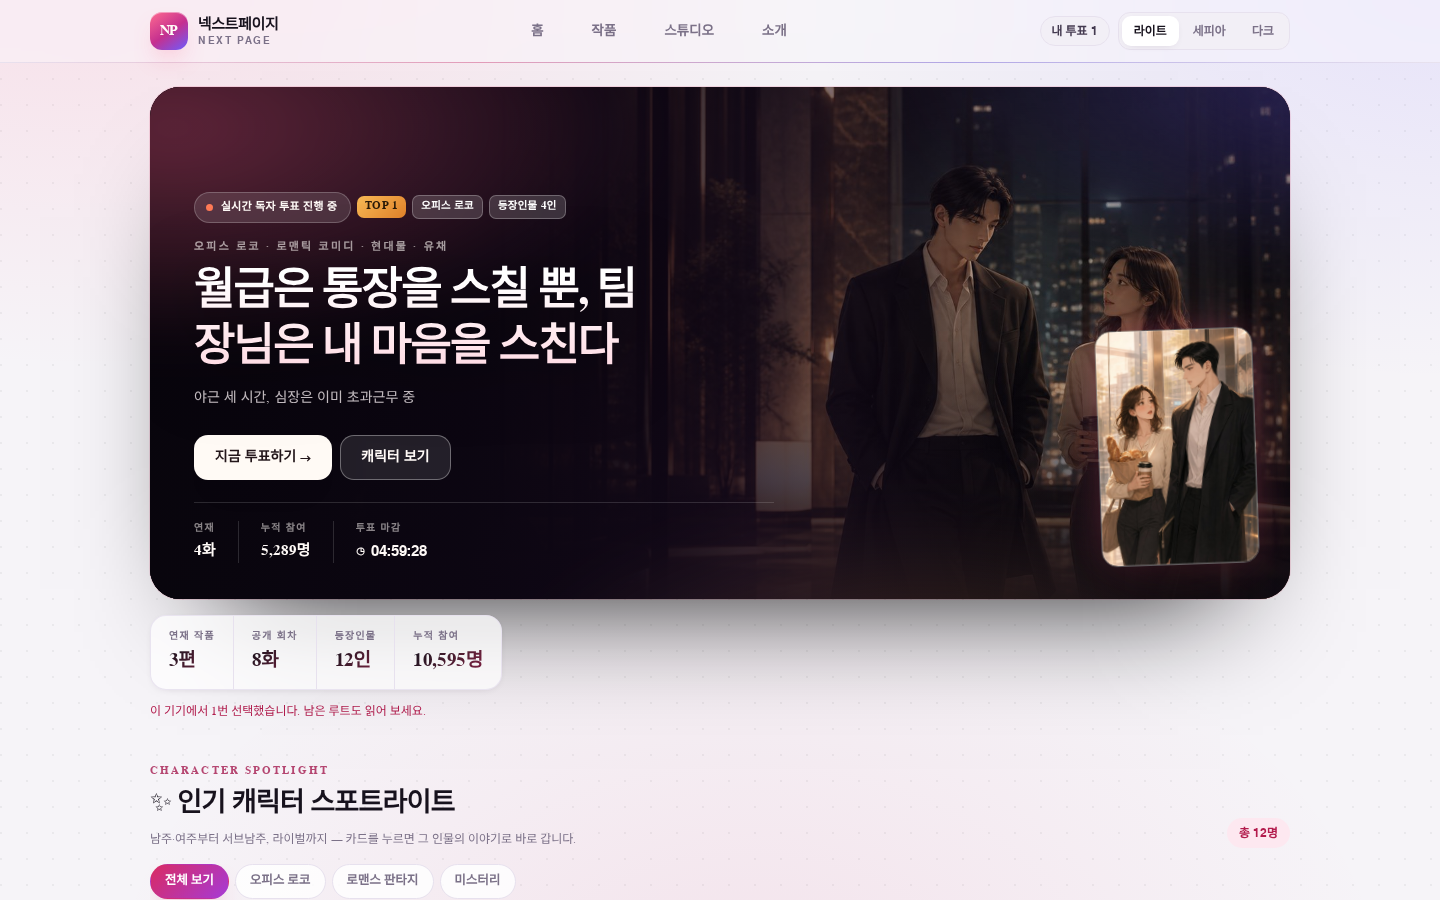 NP
넥스트페이지
NEXT PAGE
홈
작품
스튜디오
소개
내 투표 1
라이트
세피아
다크
실시간 독자 투표 진행 중
TOP 1
오피스 로코
등장인물 4인
오피스 로코 · 로맨틱 코미디 · 현대물 · 유채
월급은 통장을 스칠 뿐, 팀
장님은 내 마음을 스친다
야근 세 시간, 심장은 이미 초과근무 중
지금 투표하기 →
캐릭터 보기
연재
4화
누적 참여
5,289명
투표 마감
04:59:28
연재 작품
3편
공개 회차
8화
등장인물
12인
누적 참여
10,595명
이 기기에서 1번 선택했습니다. 남은 루트도 읽어 보세요.
CHARACTER SPOTLIGHT
✨ 인기 캐릭터 스포트라이트
남주·여주부터 서브남주, 라이벌까지 — 카드를 누르면 그 인물의 이야기로 바로 갑니다.
총 12명
전체 보기
오피스 로코
로맨스 판타지
미스터리